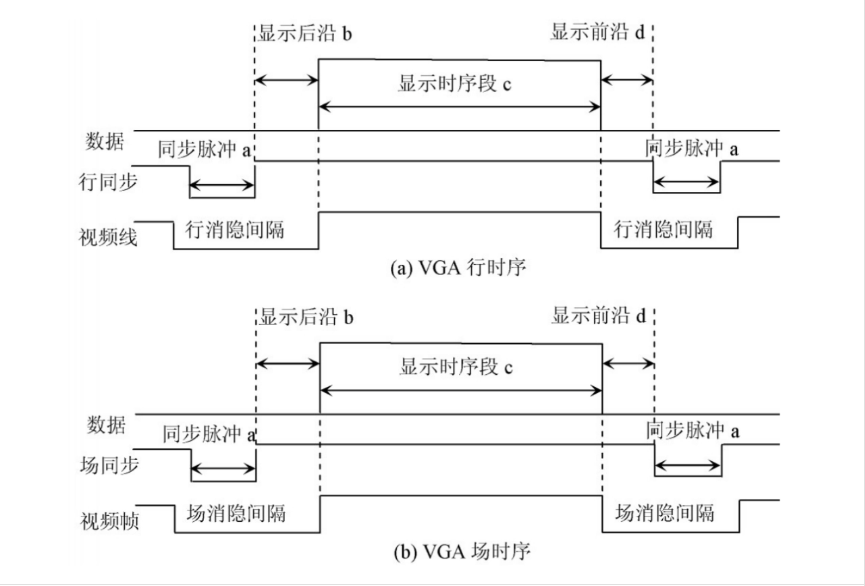 显示后沿 b 显示前沿 d
显示时序段 c
数据
同步脉冲 a 同步脉冲 a
行同步
行消隐间隔 行消隐间隔
视频线
(a) VGA 行时序
显示后沿 b 显示前沿 d
显示时序段 c
数据
同步脉冲 a 同步脉冲 a
场同步
场消隐间隔 场消隐间隔
视频帧
(b) VGA 场时序